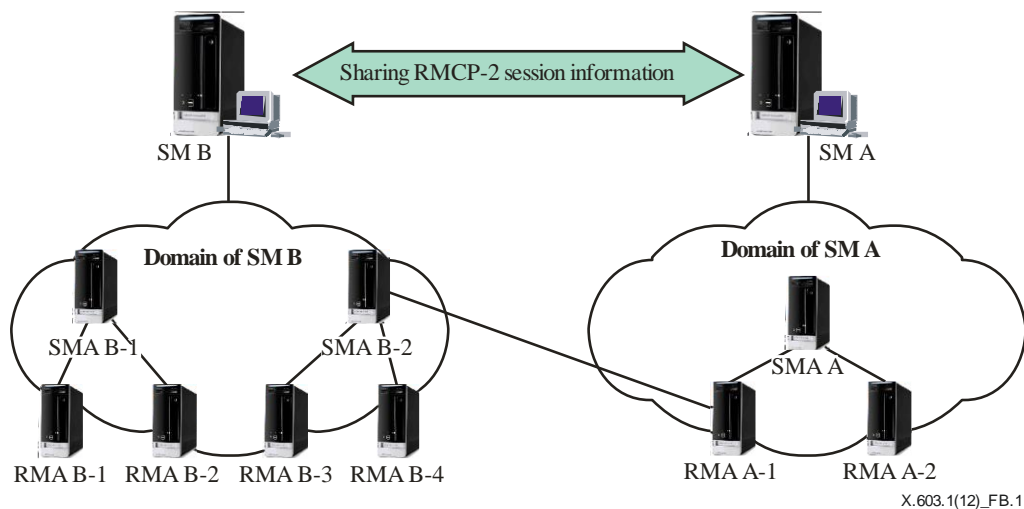 Sharing RMCP-2 session information
SM B
SM A
Domain of SM B
Domain of SM A
SMA B-1
SMA B-2
SMA A
RMA B-1
RMA B-2
RMA B-3
RMA B-4
RMA A-1
RMA A-2
X.603.1(12)_FB.1